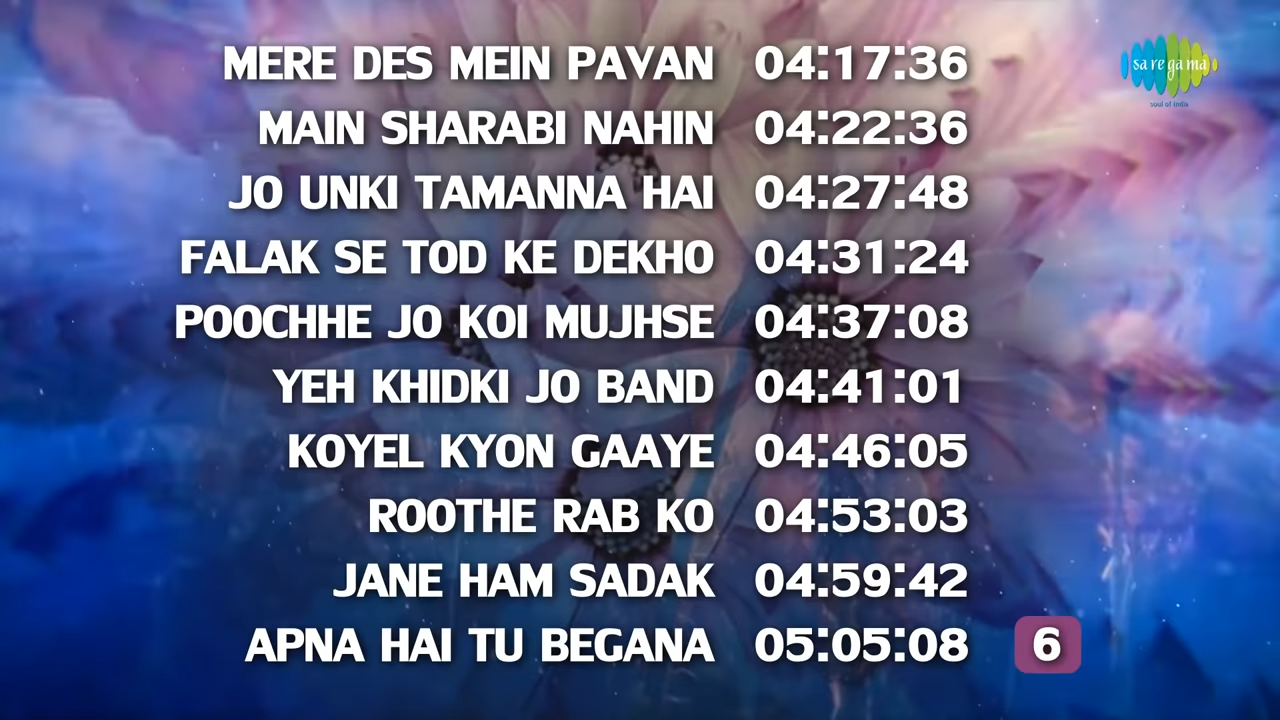 sa re ga ma
soul of india
MERE DES MEIN PAVAN 04:17:36
MAIN SHARABI NAHIN 04:22:36
JO UNKI TAMANNA HAI 04:27:48
FALAK SE TOD KE DEKHO 04:31:24
POOCHHE JO KOI MUJHSE 04:37:08
YEH KHIDKI JO BAND 04:41:01
KOYEL KYON GAAYE 04:46:05
ROOTHE RAB KO 04:53:03
JANE HAM SADAK 04:59:42
APNA HAI TU BEGANA 05:05:08
6